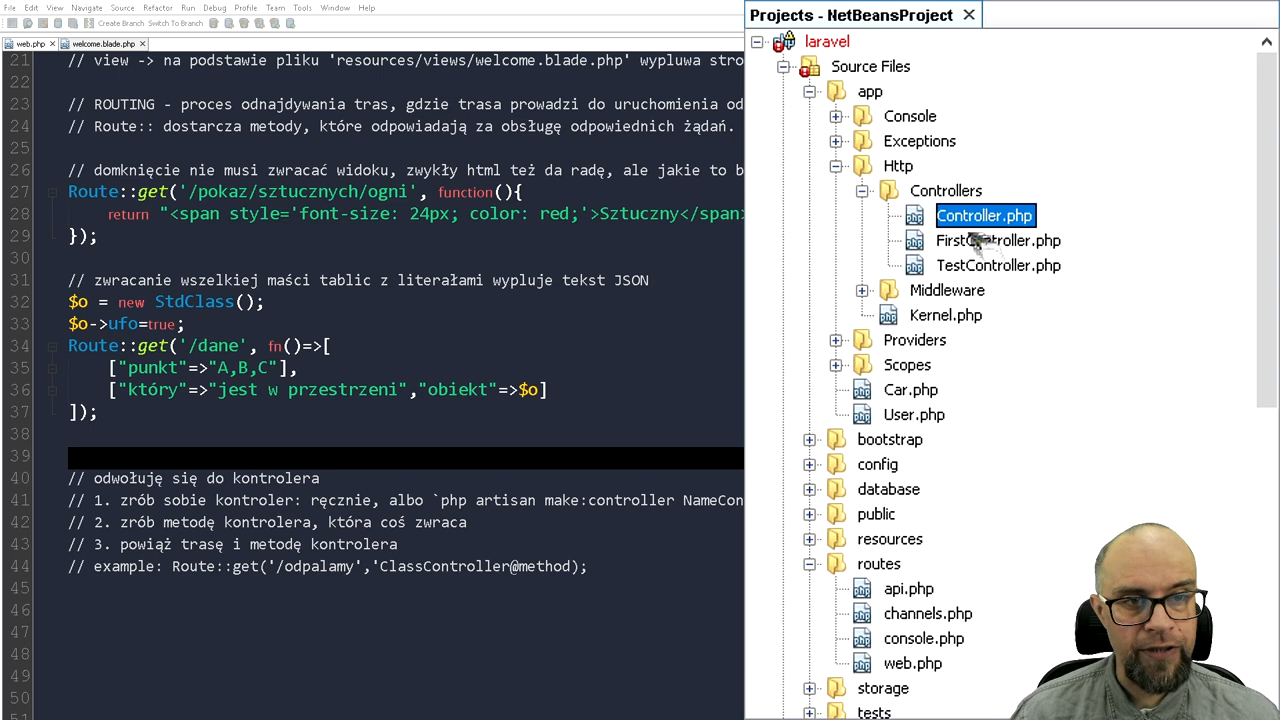 File Edit View Navigate Source Refactor Run Debug Profile Team Tools Window Help
Create Branch Switch To Branch
web.php welcome.blade.php
21 // view -> na podstawie pliku 'resources/views/welcome.blade.php' wypluwa stro
22
23 // ROUTING - proces odnajdywania tras, gdzie trasa prowadzi do uruchomienia od
24 // Route:: dostarcza metody, które odpowiadają za obsługę odpowiednich żądań.
25
26 // domknięcie nie musi zwracać widoku, zwykły html też da radę, ale jakie to b
27 Route::get('/pokaz/sztucznych/ogni', function(){
28 return "<span style='font-size: 24px; color: red;'>Sztuczny</span>
29 });
30
31 // zwracanie wszelkiej maści tablic z literałami wypluje tekst JSON
32 $o = new StdClass();
33 $o->ufo=true;
34 Route::get('/dane', fn()=>[
35 ["punkt"=>"A,B,C"],
36 ["który"=>"jest w przestrzeni","obiekt"=>$o]
37 ]);
38
39
40 // odwołuję się do kontrolera
41 // 1. zrób sobie kontroler: ręcznie, albo `php artisan make:controller NameCon
42 // 2. zrób metodę kontrolera, która coś zwraca
43 // 3. powiąż trasę i metodę kontrolera
44 // example: Route::get('/odpalamy','ClassController@method);
45
46
47
48
49
50
Projects - NetBeansProject
laravel
Source Files
app
Console
Exceptions
Http
Controllers
Controller.php
FirstController.php
TestController.php
Middleware
Kernel.php
Providers
Scopes
Car.php
User.php
bootstrap
config
database
public
resources
routes
api.php
channels.php
console.php
web.php
storage
tests